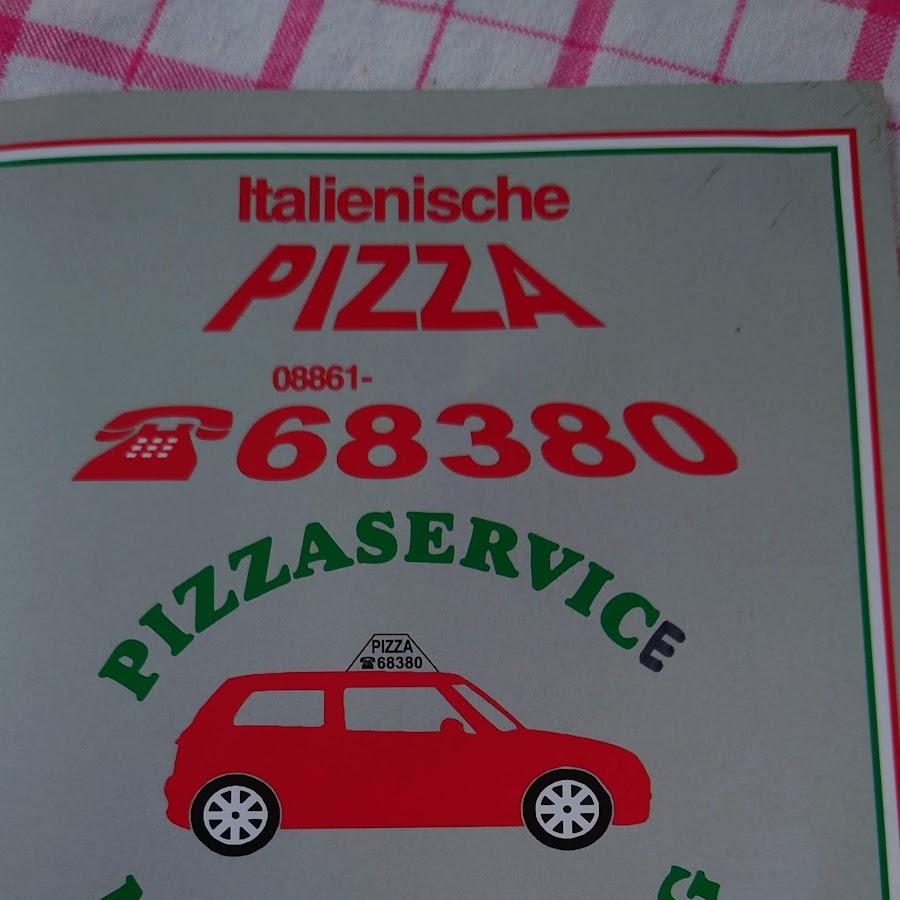 Italienische
PIZZA
08861-
☎68380
PIZZASERVICE
PIZZA
☎68380